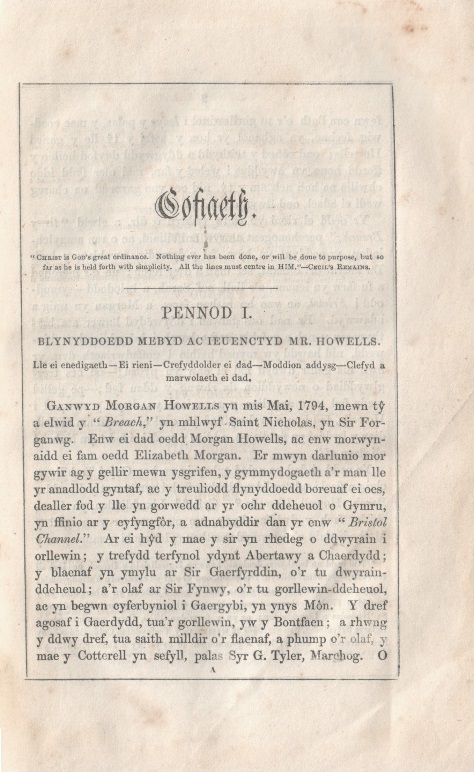 Cofiaeth.
"CHRIST is GOD's great ordinance. Nothing ever has been done, or will be done to purpose, but so
far as he is held forth with simplicity. All the lines must centre in HIM."—CECIL'S REMAINS.
PENNOD I.
BLYNYDDOEDD MEBYD AC IEUENCTYD MR. HOWELLS.
Lle ei enedigaeth—Ei rieni—Crefyddolder ei dad—Moddion addysg—Clefyd a
marwolaeth ei dad.
GANWYD MORGAN HOWELLS yn mis Mai, 1794, mewn tŷ
a elwid y "Breach," yn mhlwyf Saint Nicholas, yn Sir For-
ganwg. Enw ei dad oedd Morgan Howells, ac enw morwyn-
aidd ei fam oedd Elizabeth Morgan. Er mwyn darlunio mor
gywir ag y gellir mewn ysgrifen, y gymmydogaeth a'r man lle
yr anadlodd gyntaf, ac y treuliodd flynyddoedd boreuaf ei oes,
dealler fod y lle yn gorwedd ar yr ochr ddeheuol o Gymru,
yn ffinio ar y cyfyngfôr, a adnabyddir dan yr enw "Bristol
Channel." Ar ei hŷd y mae y sir yn rhedeg o ddwyrain i
orllewin; y trefydd terfynol ydynt Abertawy a Chaerdydd;
y blaenaf yn ymylu ar Sir Gaerfyrddin, o'r tu dwyrain-
ddeheuol; a'r olaf ar Sir Fynwy, o'r tu gorllewin-ddeheuol,
ac yn begwn cyferbyniol i Gaergybi, yn ynys Môn. Y dref
agosaf i Gaerdydd, tua'r gorllewin, yw y Bontfaen; a rhwng
y ddwy dref, tua saith milldir o'r flaenaf, a phump o'r olaf, y
mae y Cotterell yn sefyll, palas Syr G. Tyler, Marchog. O
A